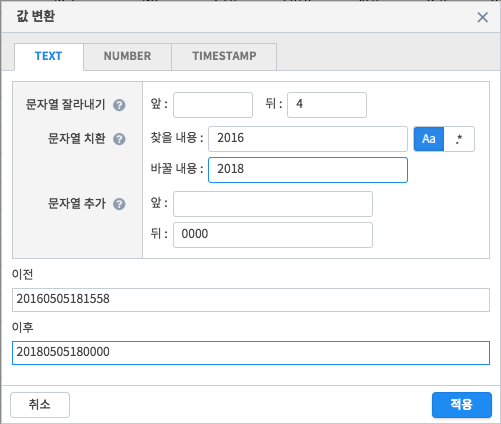 값 변환
TEXT NUMBER TIMESTAMP
문자열 잘라내기 ? 앞 : 뒤 : 4
문자열 치환 ? 찾을 내용 : 2016 Aa .*
바꿀 내용 : 2018
문자열 추가 ? 앞 :
뒤 : 0000
이전
20160505181558
이후
20180505180000
취소 적용